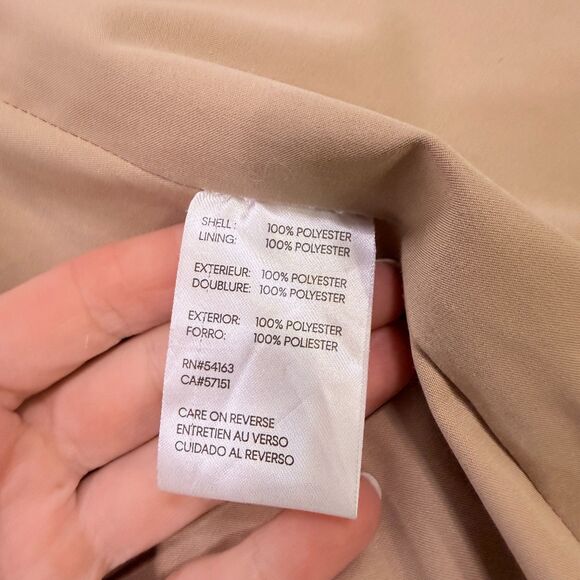 SHELL : 100% POLYESTER
LINING: 100% POLYESTER
EXTERIEUR: 100% POLYESTER
DOUBLURE: 100% POLYESTER
EXTERIOR: 100% POLYESTER
FORRO: 100% POLIESTER
RN#54163
CA#57151
CARE ON REVERSE
ENTRETIEN AU VERSO
CUIDADO AL REVERSO